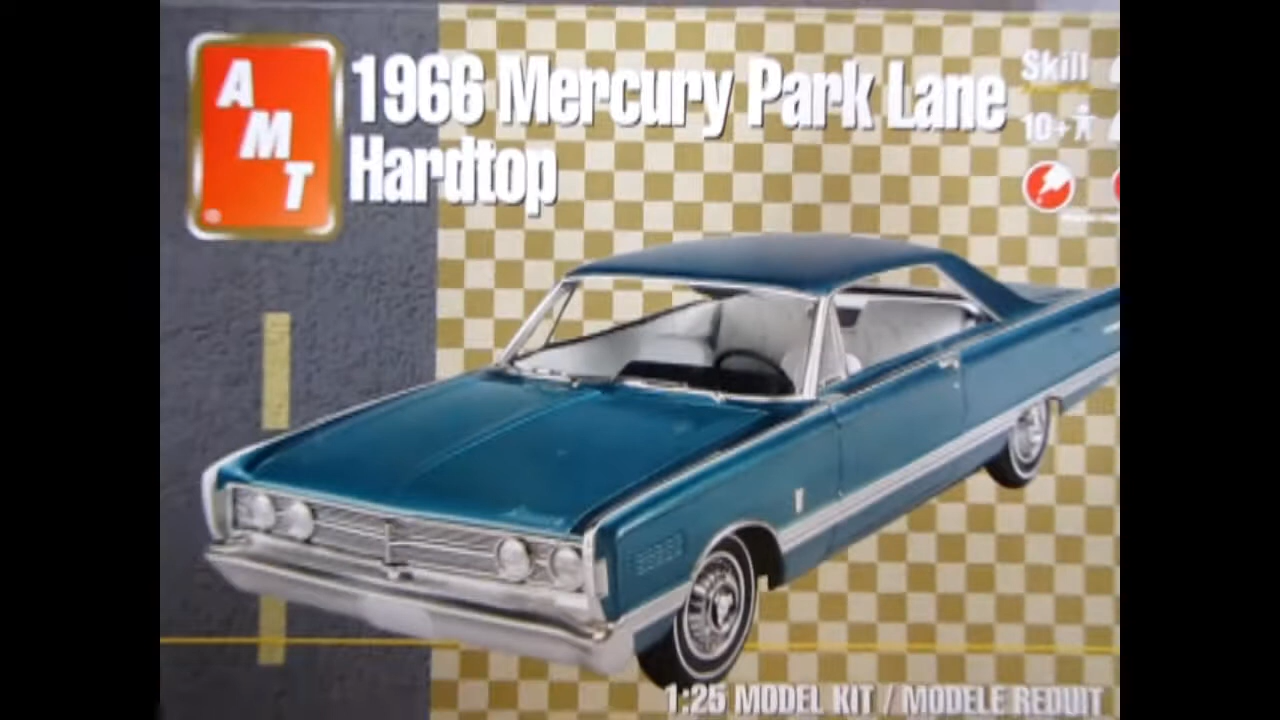 AMT
1966 Mercury Park Lane
Hardtop
Skill
10+
1:25 MODEL KIT / MODELE REDUIT